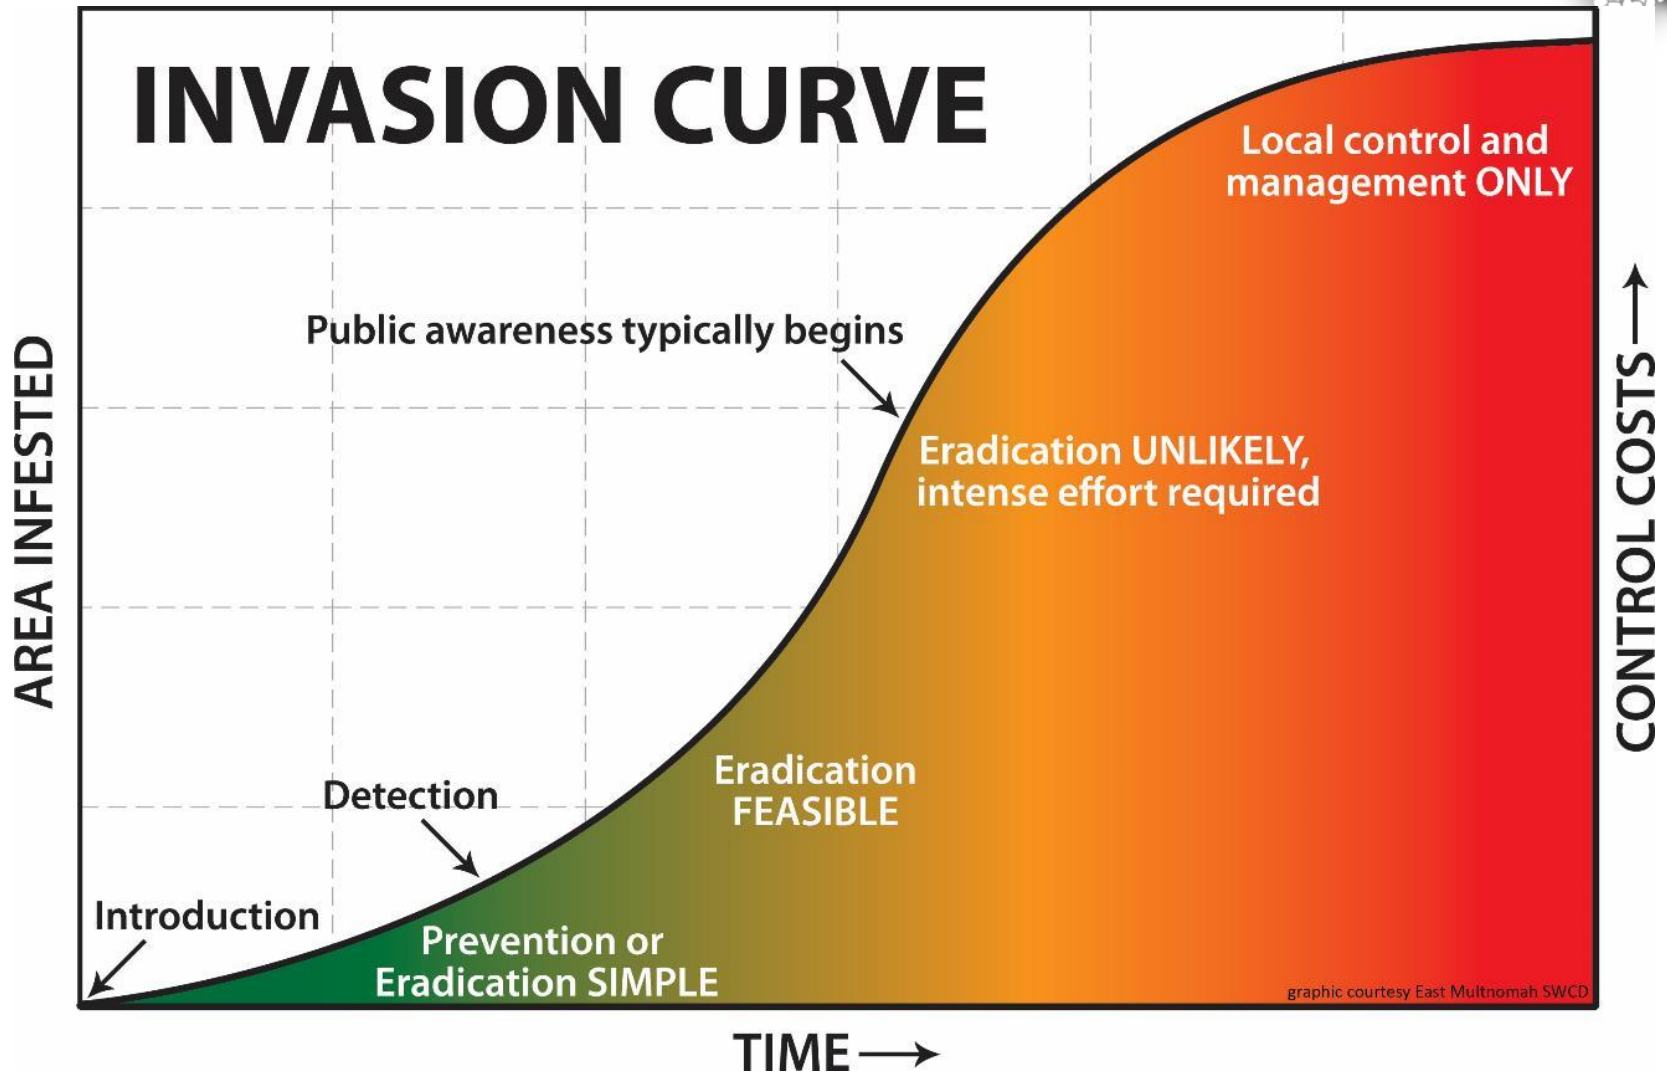 INVASION CURVE
Local control and
management ONLY
Public awareness typically begins
Eradication UNLIKELY,
intense effort required
Eradication
FEASIBLE
Detection
Introduction
Prevention or
Eradication SIMPLE
graphic courtesy East Multnomah SWCD
AREA INFESTED
CONTROL COSTS
TIME